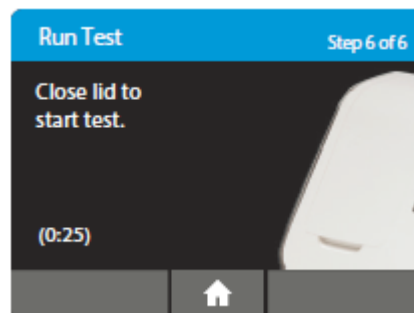 Run Test
Step 6 of 6
Close lid to
start test.
(0:25)